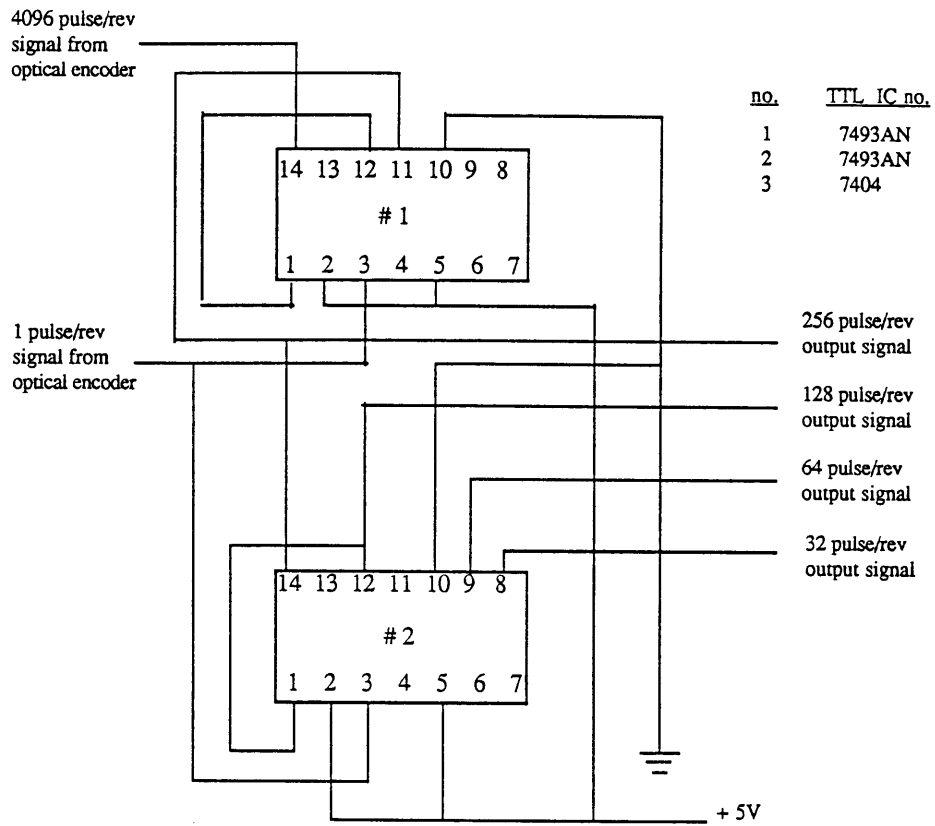 4096 pulse/rev
signal from
optical encoder
no. TTL IC no.
1 7493AN
2 7493AN
3 7404
14 13 12 11 10 9 8
# 1
1 2 3 4 5 6 7
1 pulse/rev
signal from
optical encoder
256 pulse/rev
output signal
128 pulse/rev
output signal
64 pulse/rev
output signal
32 pulse/rev
output signal
14 13 12 11 10 9 8
# 2
1 2 3 4 5 6 7
+ 5V